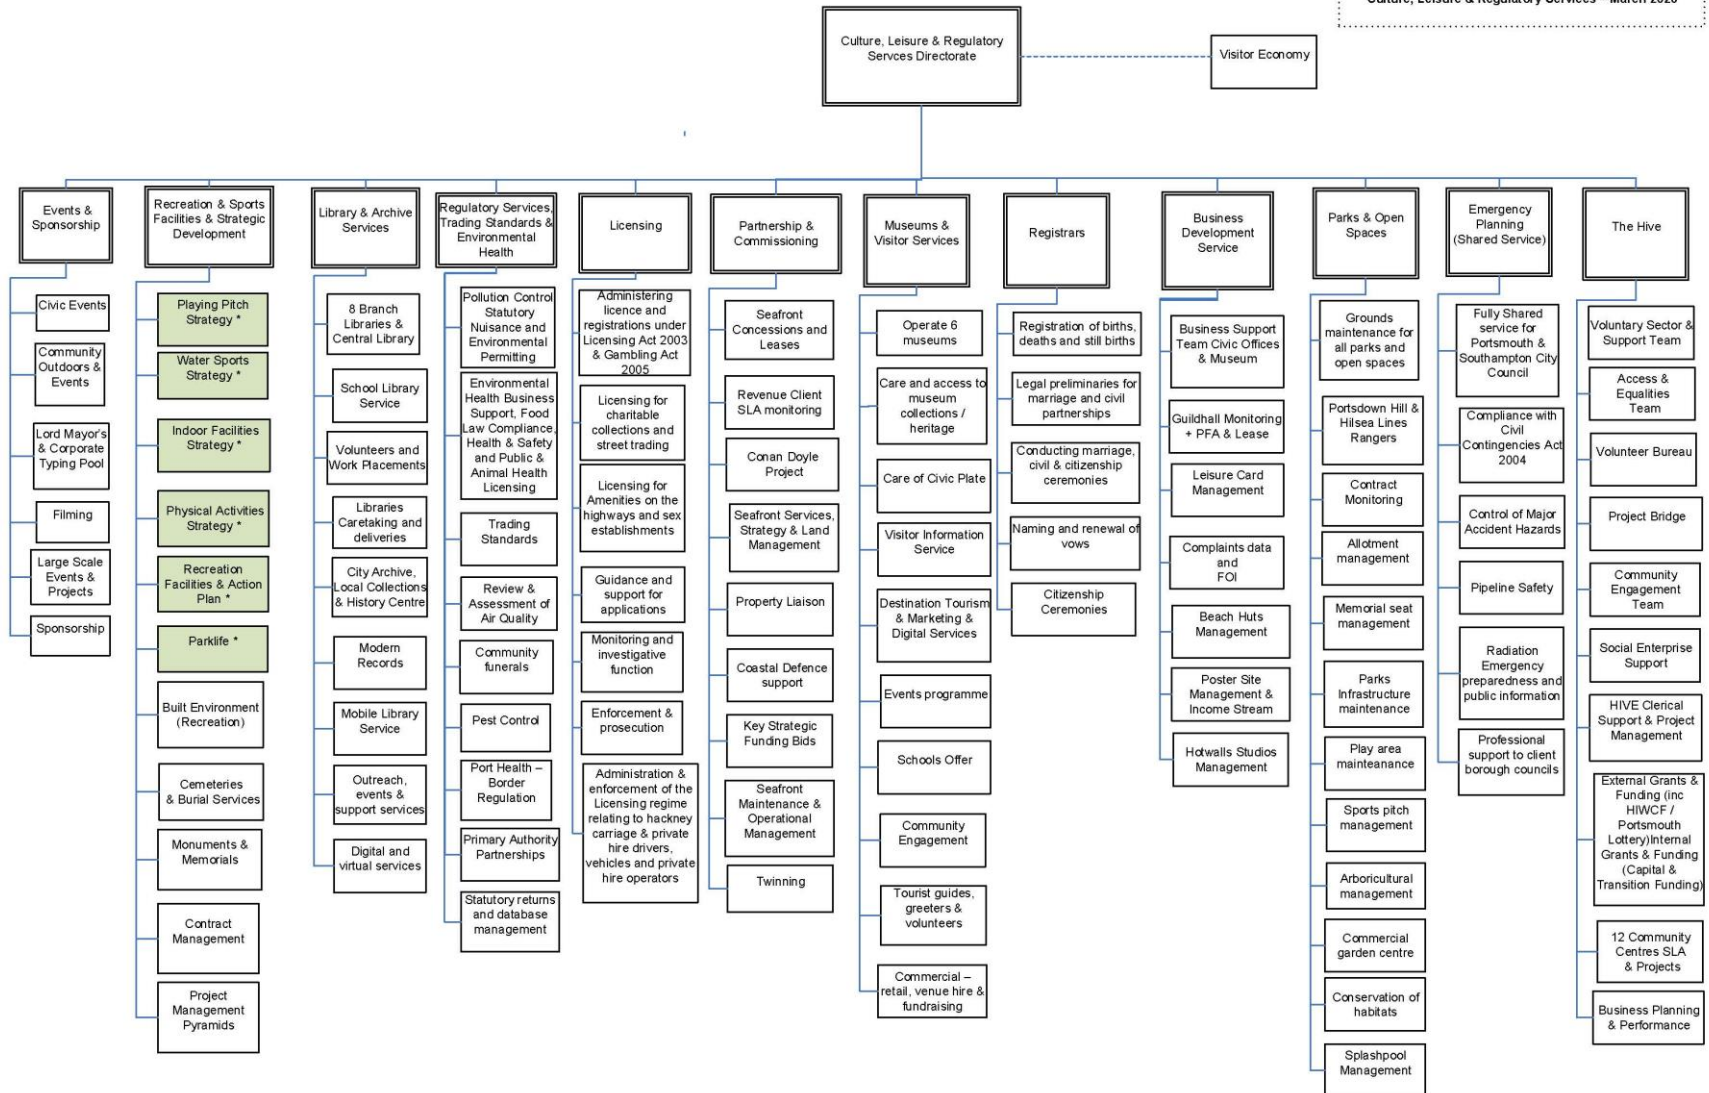 Culture, Leisure & Regulatory Services – March 2020
Culture, Leisure & Regulatory
Servces Directorate
Visitor Economy
Events &
Sponsorship
Civic Events
Community
Outdoors &
Events
Lord Mayor's
& Corporate
Typing Pool
Filming
Large Scale
Events &
Projects
Sponsorship
Recreation & Sports
Facilities & Strategic
Development
Playing Pitch
Strategy *
Water Sports
Strategy *
Indoor Facilities
Strategy *
Physical Activities
Strategy *
Recreation
Facilities & Action
Plan *
Parklife *
Built Environment
(Recreation)
Cemeteries
& Burial Services
Monuments &
Memorials
Contract
Management
Project
Management
Pyramids
Library & Archive
Services
8 Branch
Libraries &
Central Library
School Library
Service
Volunteers and
Work Placements
Libraries
Caretaking and
deliveries
City Archive,
Local Collections
& History Centre
Modern
Records
Mobile Library
Service
Outreach,
events &
support services
Digital and
virtual services
Regulatory Services,
Trading Standards &
Environmental
Health
Pollution Control
Statutory
Nuisance and
Environmental
Permitting
Environmental
Health Business
Support, Food
Law Compliance,
Health & Safety
and Public &
Animal Health
Licensing
Trading
Standards
Review &
Assessment of
Air Quality
Community
funerals
Pest Control
Port Health –
Border
Regulation
Primary Authority
Partnerships
Statutory returns
and database
management
Licensing
Administering
licence and
registrations under
Licensing Act 2003
& Gambling Act
2005
Licensing for
charitable
collections and
street trading
Licensing for
Amenities on the
highways and sex
establishments
Guidance and
support for
applications
Monitoring and
investigative
function
Enforcement &
prosecution
Administration &
enforcement of the
Licensing regime
relating to hackney
carriage & private
hire drivers,
vehicles and private
hire operators
Partnership &
Commissioning
Seafront
Concessions and
Leases
Revenue Client
SLA monitoring
Conan Doyle
Project
Seafront Services,
Strategy & Land
Management
Property Liaison
Coastal Defence
support
Key Strategic
Funding Bids
Seafront
Maintenance &
Operational
Management
Twinning
Museums &
Visitor Services
Operate 6
museums
Care and access to
museum
collections /
heritage
Care of Civic Plate
Visitor Information
Service
Destination Tourism
& Marketing &
Digital Services
Events programme
Schools Offer
Community
Engagement
Tourist guides,
greeters &
volunteers
Commercial –
retail, venue hire &
fundraising
Registrars
Registration of births,
deaths and still births
Legal preliminaries for
marriage and civil
partnerships
Conducting marriage,
civil & citizenship
ceremonies
Naming and renewal of
vows
Citizenship
Ceremonies
Business
Development
Service
Business Support
Team Civic Offices
& Museum
Guildhall Monitoring
+ PFA & Lease
Leisure Card
Management
Complaints data
and
FOI
Beach Huts
Management
Poster Site
Management &
Income Stream
Hotwalls Studios
Management
Parks & Open
Spaces
Grounds
maintenance for
all parks and
open spaces
Portsdown Hill &
Hilsea Lines
Rangers
Contract
Monitoring
Allotment
management
Memorial seat
management
Parks
Infrastructure
maintenance
Play area
mainteanance
Sports pitch
management
Arboricultural
management
Commercial
garden centre
Conservation of
habitats
Splashpool
Management
Emergency
Planning
(Shared Service)
Fully Shared
service for
Portsmouth &
Southampton City
Council
Compliance with
Civil
Contingencies Act
2004
Control of Major
Accident Hazards
Pipeline Safety
Radiation
Emergency
preparedness and
public information
Professional
support to client
borough councils
The Hive
Voluntary Sector &
Support Team
Access &
Equalities
Team
Volunteer Bureau
Project Bridge
Community
Engagement
Team
Social Enterprise
Support
HIVE Clerical
Support & Project
Management
External Grants &
Funding (inc
HIWCF /
Portsmouth
Lottery)Internal
Grants & Funding
(Capital &
Transition Funding)
12 Community
Centres SLA
& Projects
Business Planning
& Performance